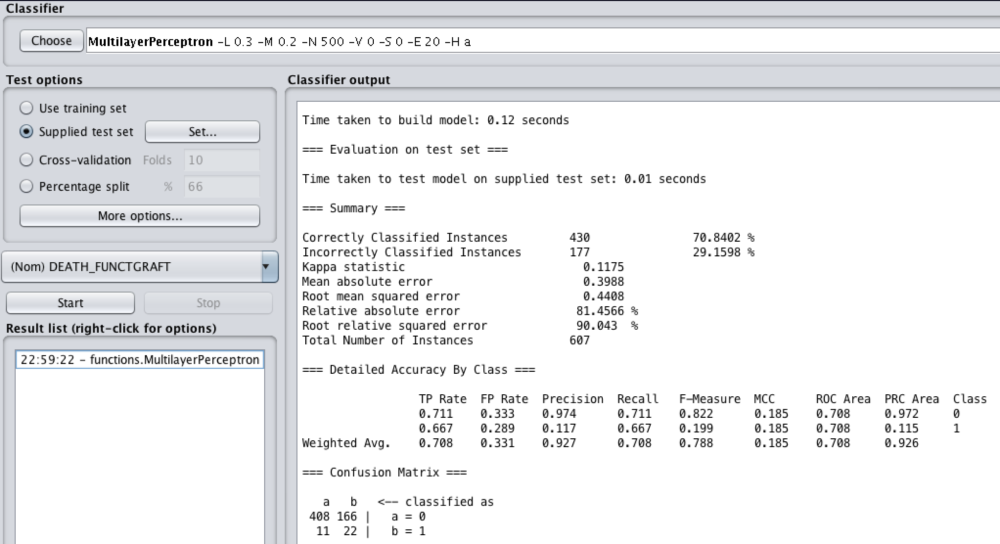 Classifier
Choose MultilayerPerceptron -L 0.3 -M 0.2 -N 500 -V 0 -S 0 -E 20 -H a
Test options
Use training set
Supplied test set Set...
Cross-validation Folds 10
Percentage split % 66
More options...
(Nom) DEATH_FUNCTGRAFT
Start Stop
Result list (right-click for options)
22:59:22 - functions.MultilayerPerceptron
Classifier output
Time taken to build model: 0.12 seconds
=== Evaluation on test set ===
Time taken to test model on supplied test set: 0.01 seconds
=== Summary ===
Correctly Classified Instances 430 70.8402 %
Incorrectly Classified Instances 177 29.1598 %
Kappa statistic 0.1175
Mean absolute error 0.3988
Root mean squared error 0.4408
Relative absolute error 81.4566 %
Root relative squared error 90.043 %
Total Number of Instances 607
=== Detailed Accuracy By Class ===
TP Rate FP Rate Precision Recall F-Measure MCC ROC Area PRC Area Class
0.711 0.333 0.974 0.711 0.822 0.185 0.708 0.972 0
0.667 0.289 0.117 0.667 0.199 0.185 0.708 0.115 1
Weighted Avg. 0.708 0.331 0.927 0.708 0.788 0.185 0.708 0.926
=== Confusion Matrix ===
a b <-- classified as
408 166 | a = 0
11 22 | b = 1